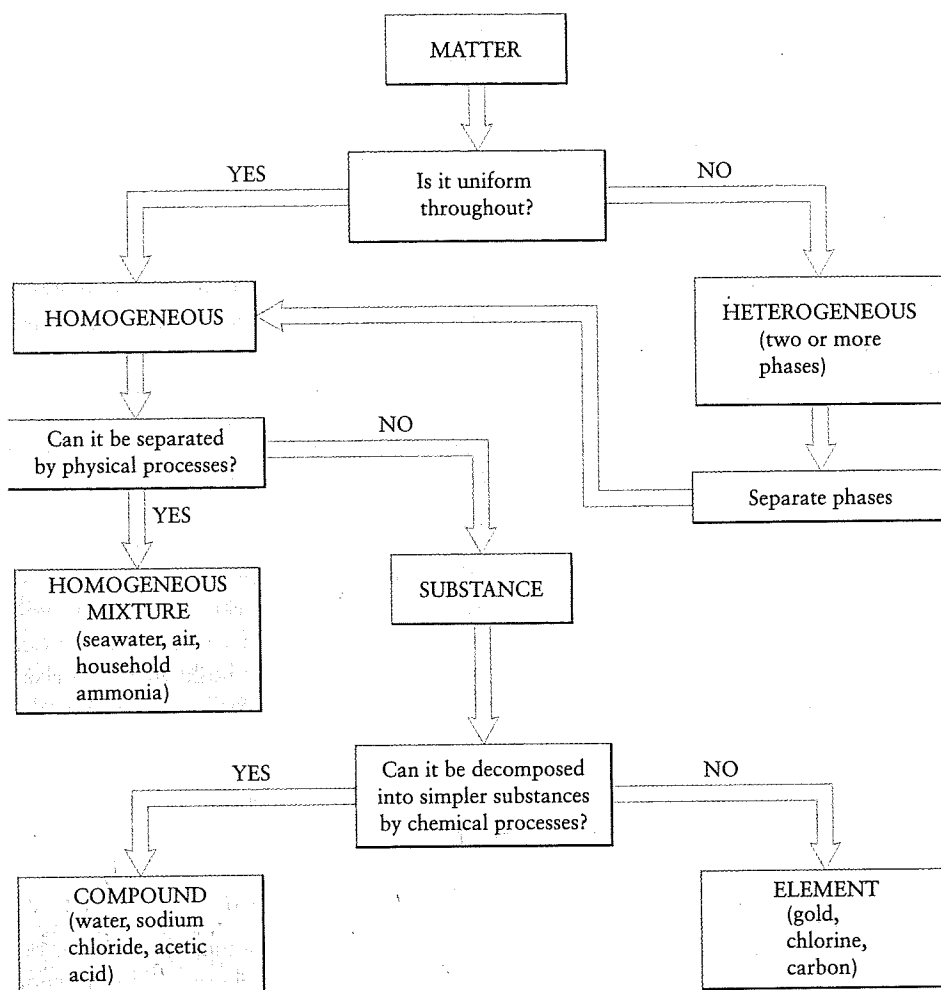 MATTER
YES
Is it uniform
throughout?
NO
HOMOGENEOUS
HETEROGENEOUS
(two or more
phases)
Can it be separated
by physical processes?
NO
Separate phases
YES
HOMOGENEOUS
MIXTURE
(seawater, air,
household
ammonia)
SUBSTANCE
YES
Can it be decomposed
into simpler substances
by chemical processes?
NO
COMPOUND
(water, sodium
chloride, acetic
acid)
ELEMENT
(gold,
chlorine,
carbon)